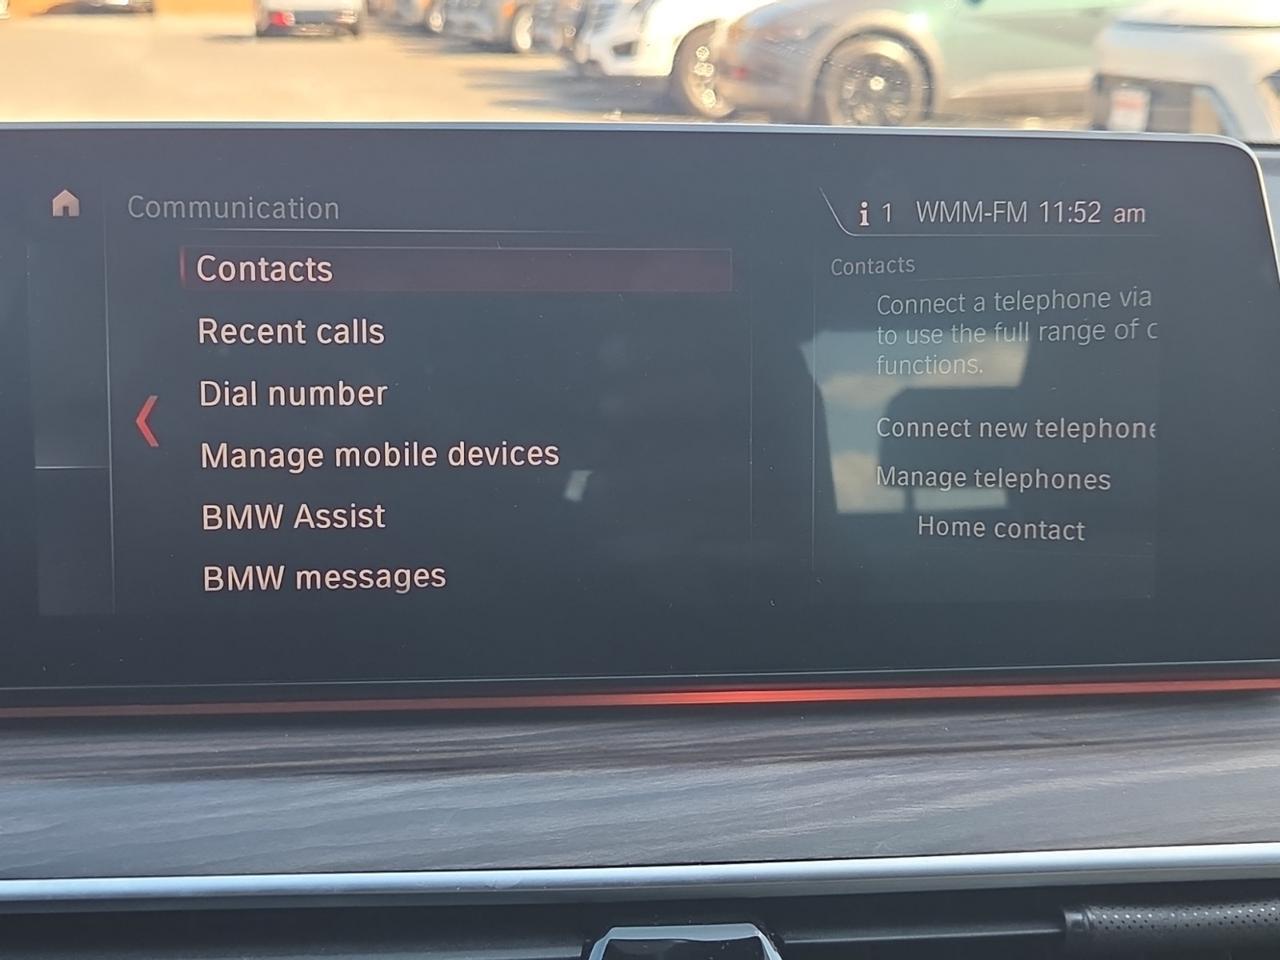 Communication
i 1 WMM-FM 11:52 am
Contacts
Recent calls
Dial number
Manage mobile devices
BMW Assist
BMW messages
Contacts
Connect a telephone via
to use the full range of c
functions.
Connect new telephone
Manage telephones
Home contact